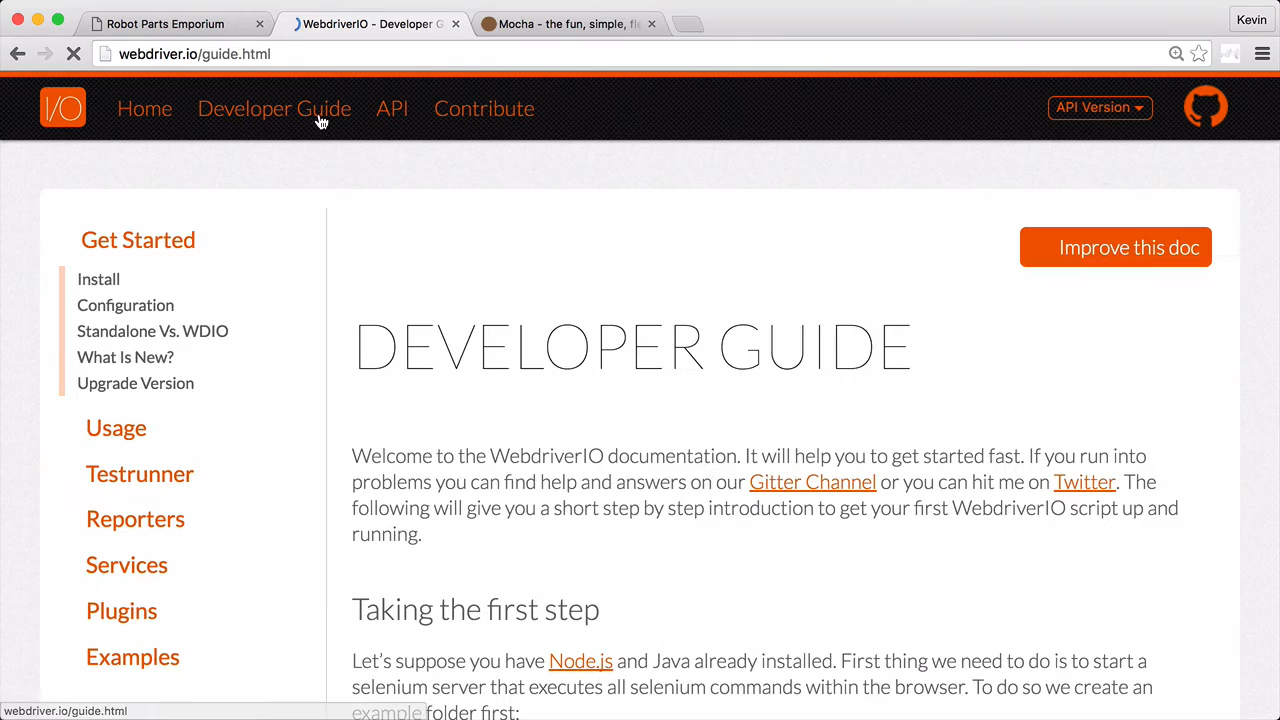 Robot Parts Emporium
WebdriverIO - Developer G
Mocha - the fun, simple, fle
Kevin
webdriver.io/guide.html
I/O
Home
Developer Guide
API
Contribute
API Version
Get Started
Install
Configuration
Standalone Vs. WDIO
What Is New?
Upgrade Version
Usage
Testrunner
Reporters
Services
Plugins
Examples
Improve this doc
DEVELOPER GUIDE
Welcome to the WebdriverIO documentation. It will help you to get started fast. If you run into
problems you can find help and answers on our Gitter Channel or you can hit me on Twitter. The
following will give you a short step by step introduction to get your first WebdriverIO script up and
running.
Taking the first step
Let's suppose you have Node.js and Java already installed. First thing we need to do is to start a
selenium server that executes all selenium commands within the browser. To do so we create an
example folder first:
webdriver.io/guide.html